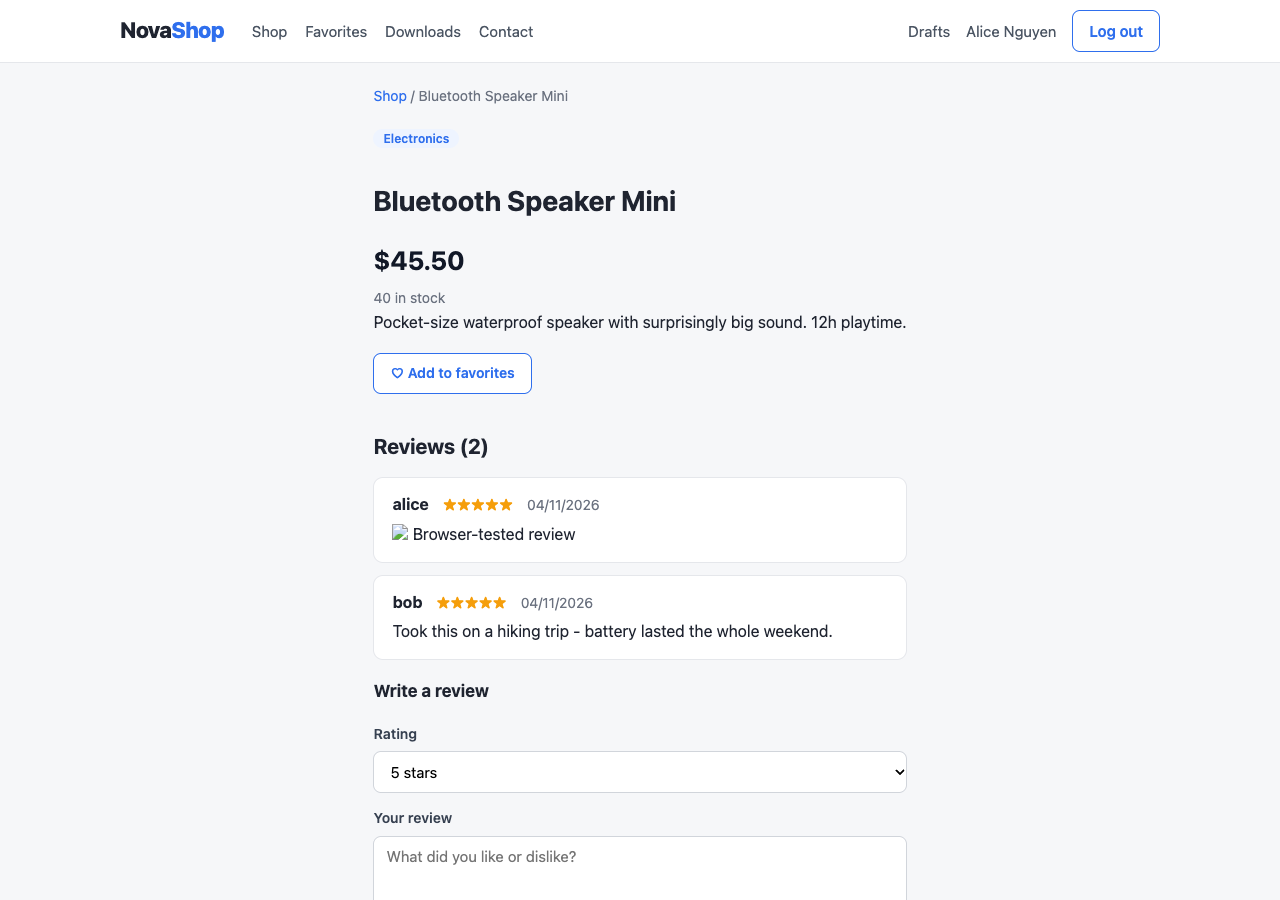 NovaShop Shop Favorites Downloads Contact Drafts Alice Nguyen Log out
Shop / Bluetooth Speaker Mini
Electronics
Bluetooth Speaker Mini
$45.50
40 in stock
Pocket-size waterproof speaker with surprisingly big sound. 12h playtime.
♡ Add to favorites
Reviews (2)
alice ★★★★★ 04/11/2026
Browser-tested review
bob ★★★★★ 04/11/2026
Took this on a hiking trip - battery lasted the whole weekend.
Write a review
Rating
5 stars
Your review
What did you like or dislike?